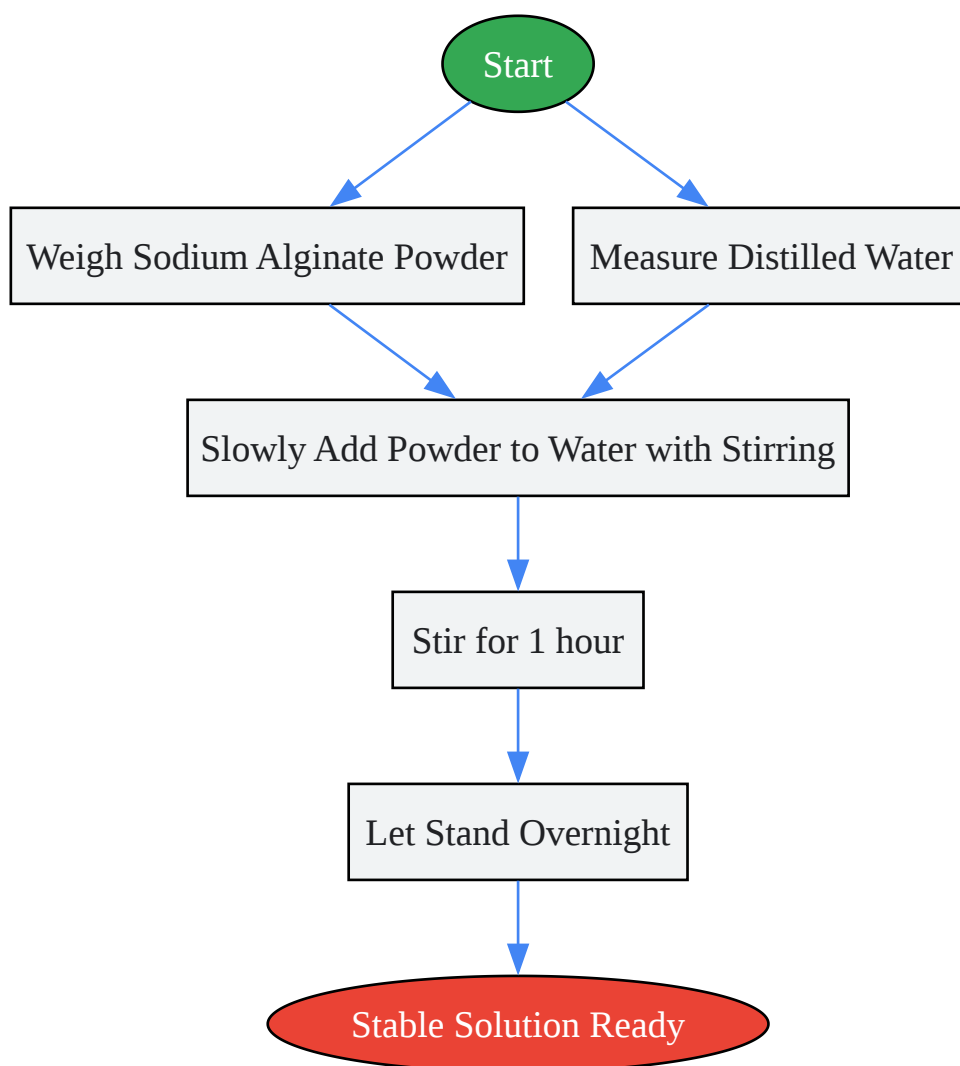 Start
Weigh Sodium Alginate Powder
Measure Distilled Water
Slowly Add Powder to Water with Stirring
Stir for 1 hour
Let Stand Overnight
Stable Solution Ready